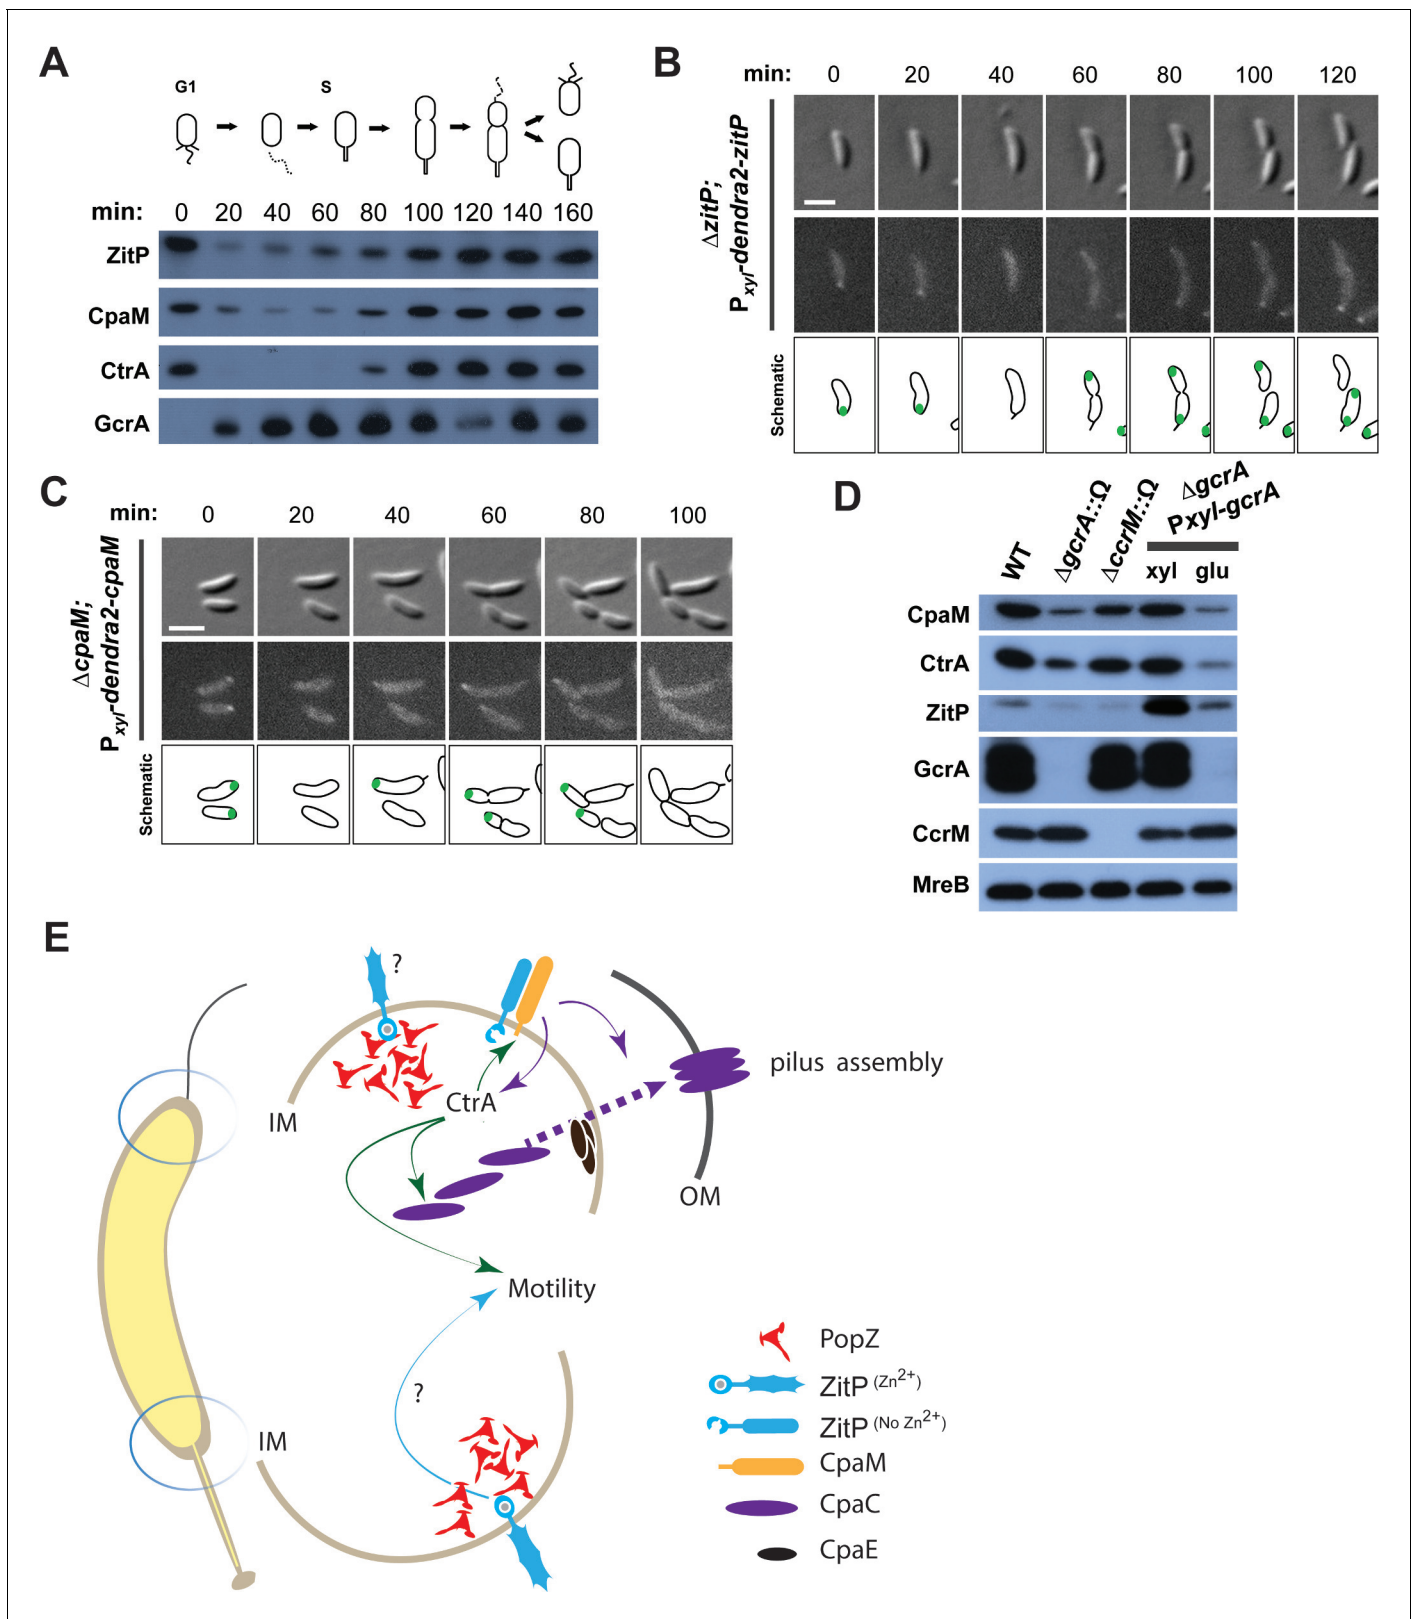 A
G1
S
min: 0 20 40 60 80 100 120 140 160
ZitP
CpaM
CtrA
GcrA
B
min: 0 20 40 60 80 100 120
ΔzitP;
Pxyl-dendra2-zitP
Schematic
C
min: 0 20 40 60 80 100
ΔcpaM;
Pxyl-dendra2-cpaM
Schematic
D
WT
ΔgcrA::Ω
ΔccrM::Ω
ΔgcrA
Pxyl-gcrA
xyl glu
CpaM
CtrA
ZitP
GcrA
CcrM
MreB
E
?
IM
CtrA
pilus assembly
OM
Motility
?
IM
PopZ
ZitP (Zn2+)
ZitP (No Zn2+)
CpaM
CpaC
CpaE